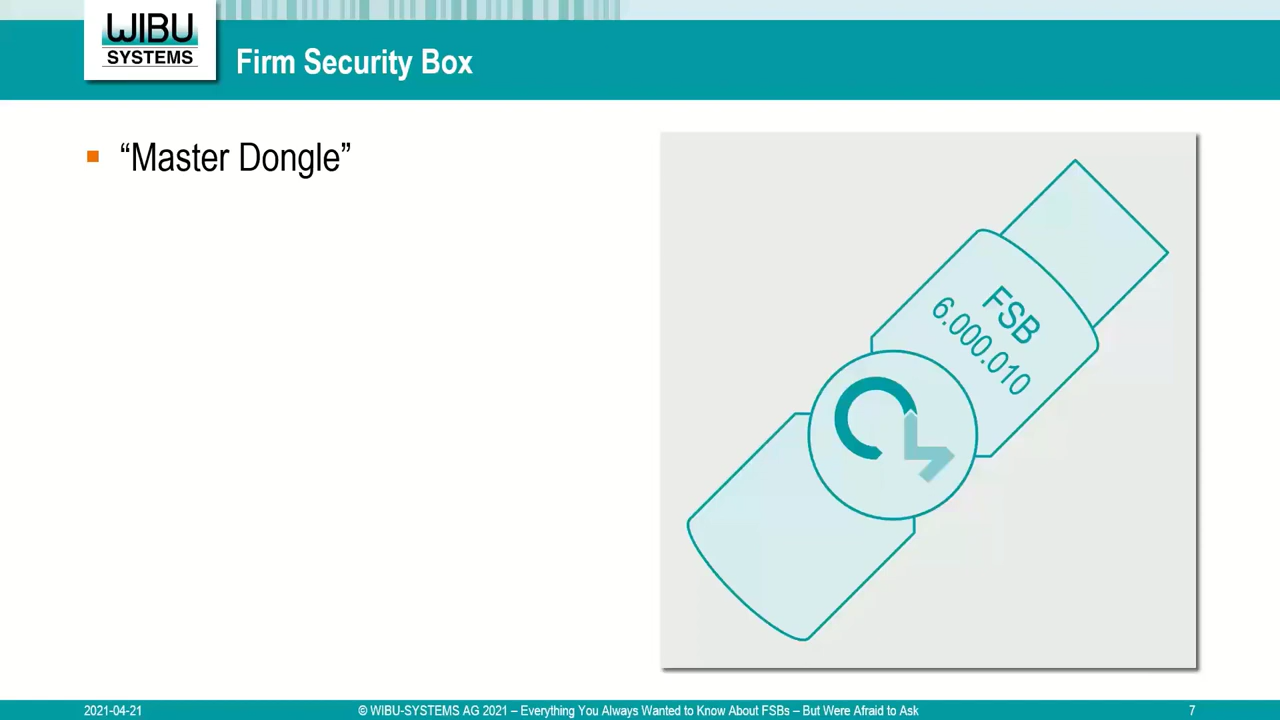 WIBU
SYSTEMS
Firm Security Box
“Master Dongle”
FSB
6.000.010
2021-04-21
© WIBU-SYSTEMS AG 2021 – Everything You Always Wanted to Know About FSBs – But Were Afraid to Ask
7